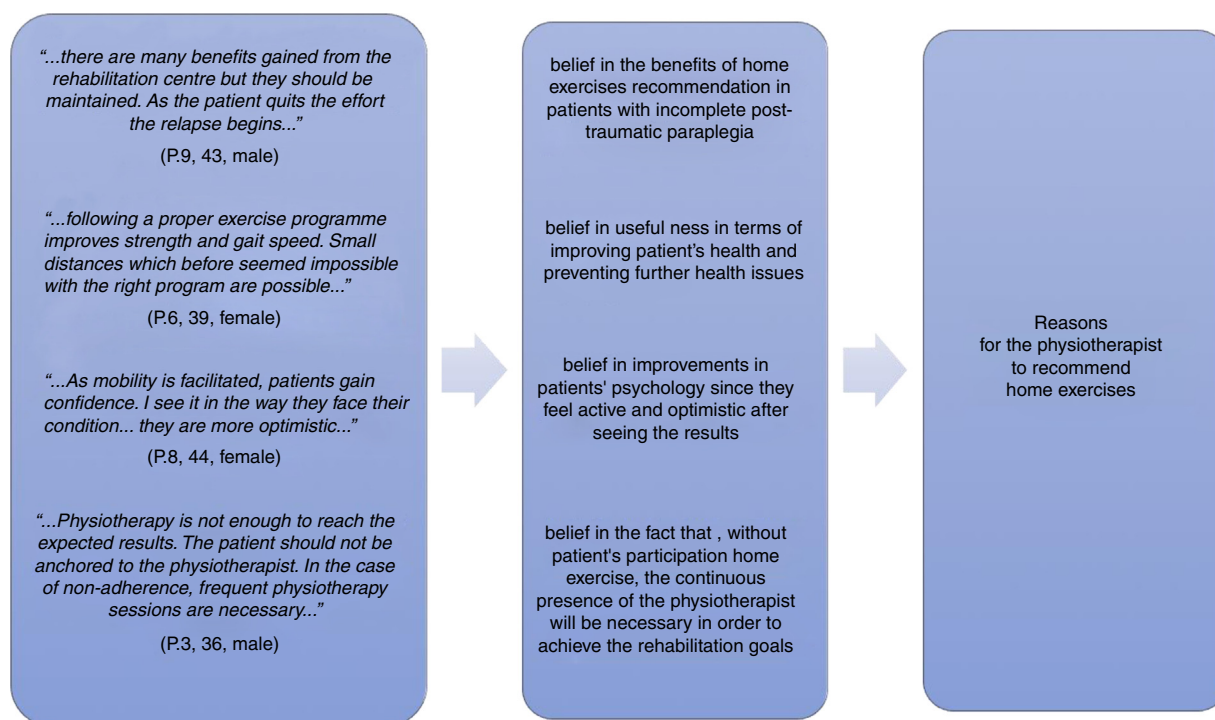 “...there are many benefits gained from the
rehabilitation centre but they should be
maintained. As the patient quits the effort
the relapse begins...”
(P.9, 43, male)
“...following a proper exercise programme
improves strength and gait speed. Small
distances which before seemed impossible
with the right program are possible...”
(P.6, 39, female)
“...As mobility is facilitated, patients gain
confidence. I see it in the way they face their
condition... they are more optimistic...”
(P.8, 44, female)
“...Physiotherapy is not enough to reach the
expected results. The patient should not be
anchored to the physiotherapist. In the case
of non-adherence, frequent physiotherapy
sessions are necessary...”
(P.3, 36, male)
belief in the benefits of home
exercises recommendation in
patients with incomplete post-
traumatic paraplegia
belief in useful ness in terms of
improving patient’s health and
preventing further health issues
belief in improvements in
patients' psychology since they
feel active and optimistic after
seeing the results
belief in the fact that , without
patient's participation home
exercise, the continuous
presence of the physiotherapist
will be necessary in order to
achieve the rehabilitation goals
Reasons
for the physiotherapist
to recommend
home exercises